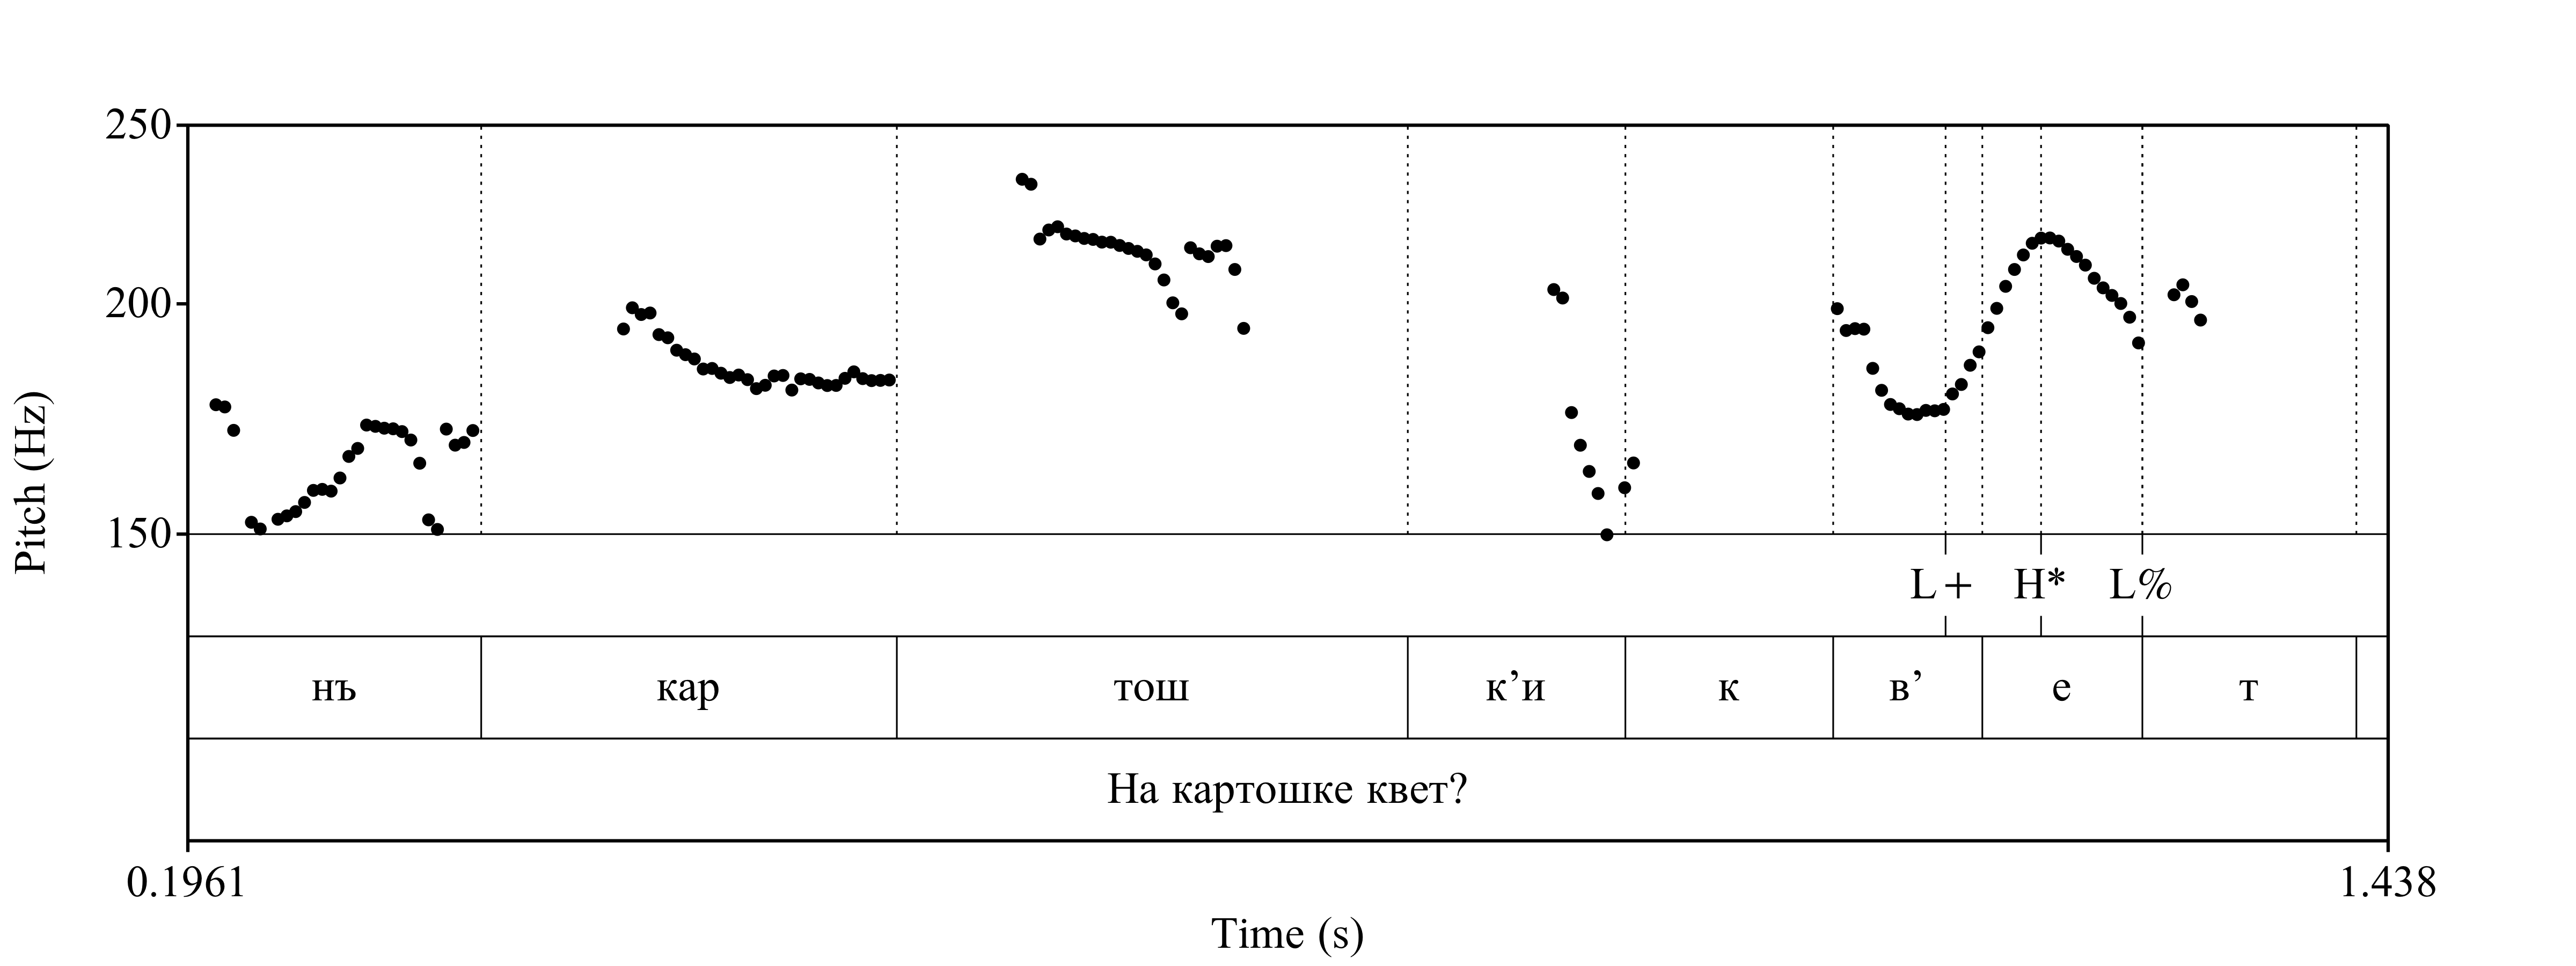 250
200
150
Pitch (Hz)
L+ H* L%
нъ кар тош к’и к в’ е т
На картошке квет?
0.1961 1.438
Time (s)